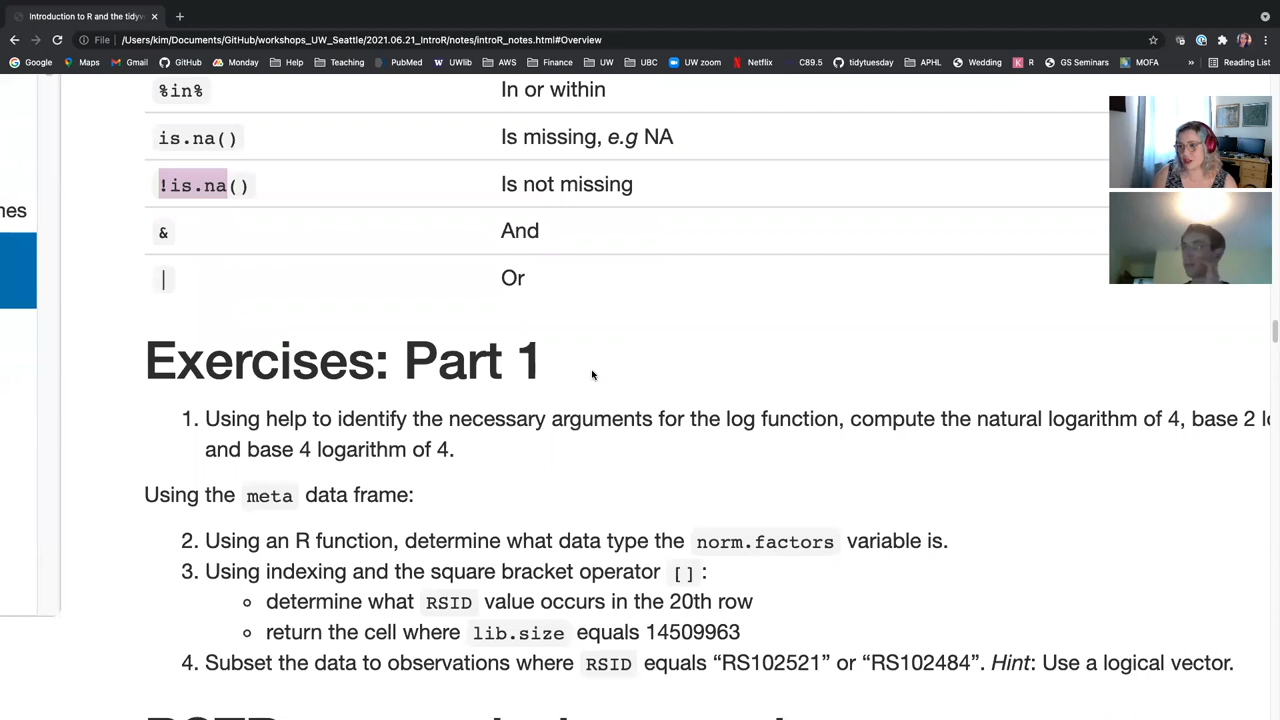 Introduction to R and the tidyv
File /Users/kim/Documents/GitHub/workshops_UW_Seattle/2021.06.21_IntroR/notes/introR_notes.html#Overview
Google Maps Gmail GitHub Monday Help Teaching PubMed UWlib AWS Finance UW UBC UW zoom Netflix C89.5 tidytuesday APHL Wedding R GS Seminars MOFA » Reading List
%in% In or within
is.na() Is missing, e.g NA
!is.na() Is not missing
nes
& And
| Or
Exercises: Part 1
1. Using help to identify the necessary arguments for the log function, compute the natural logarithm of 4, base 2 lo
and base 4 logarithm of 4.
Using the meta data frame:
2. Using an R function, determine what data type the norm.factors variable is.
3. Using indexing and the square bracket operator []:
determine what RSID value occurs in the 20th row
return the cell where lib.size equals 14509963
4. Subset the data to observations where RSID equals “RS102521” or “RS102484”. Hint: Use a logical vector.